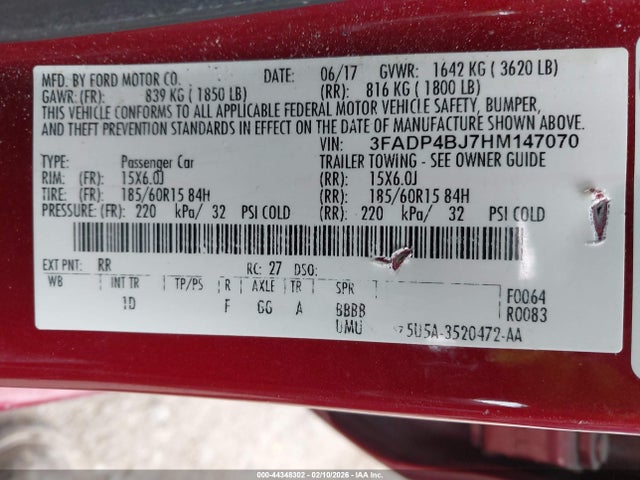 MFD. BY FORD MOTOR CO. DATE: 06/17 GVWR: 1642 KG ( 3620 LB)
GAWR: (FR): 839 KG ( 1850 LB) (RR): 816 KG ( 1800 LB)
THIS VEHICLE CONFORMS TO ALL APPLICABLE FEDERAL MOTOR VEHICLE SAFETY, BUMPER,
AND THEFT PREVENTION STANDARDS IN EFFECT ON THE DATE OF MANUFACTURE SHOWN ABOVE.
VIN: 3FADP4BJ7HM147070
TYPE: Passenger Car TRAILER TOWING - SEE OWNER GUIDE
RIM: (FR): 15X6.0J (RR): 15X6.0J
TIRE: (FR): 185/60R15 84H (RR): 185/60R15 84H
PRESSURE: (FR): 220 kPa/ 32 PSI COLD (RR): 220 kPa/ 32 PSI COLD
EXT PNT: RR RC: 27 DSO:
WB INT TR TP/PS R AXLE TR SPR F0064
1D F GG A BBBB R0083
UMU 5U5A-3520472-AA
000-44348302 - 02/10/2026 - IAAI.COM